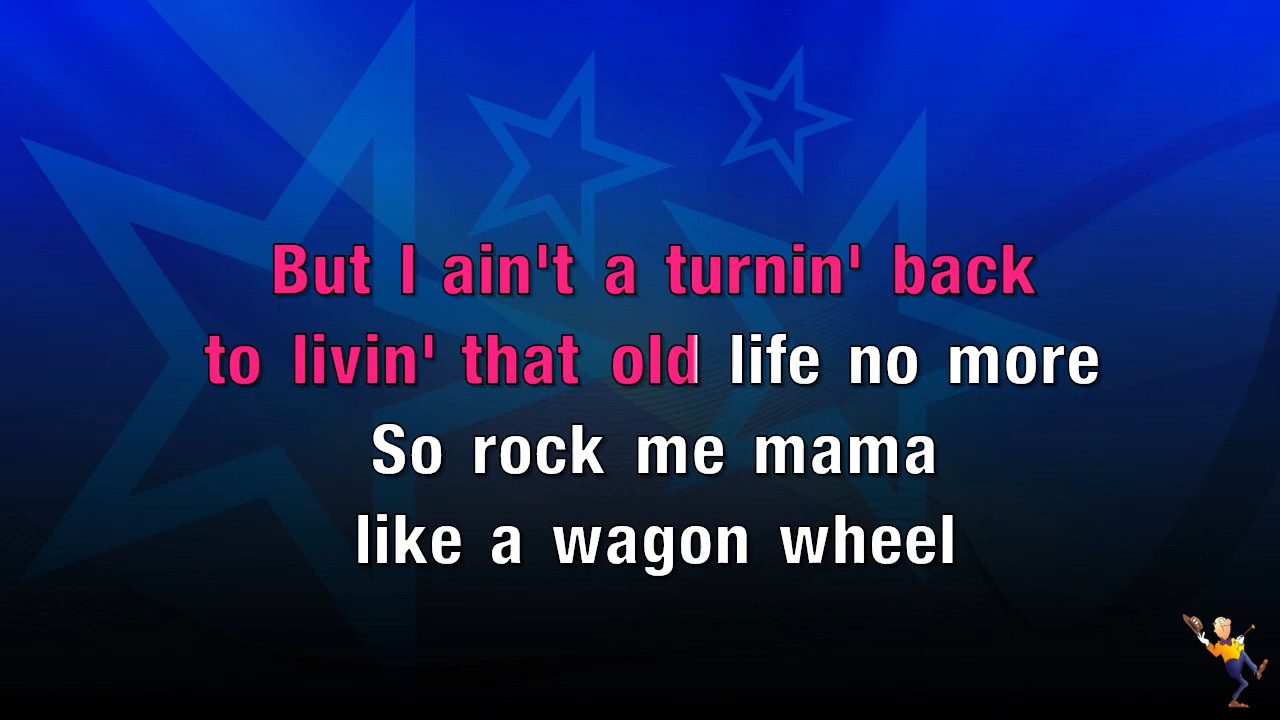 But I ain't a turnin' back
to livin' that old life no more
So rock me mama
like a wagon wheel